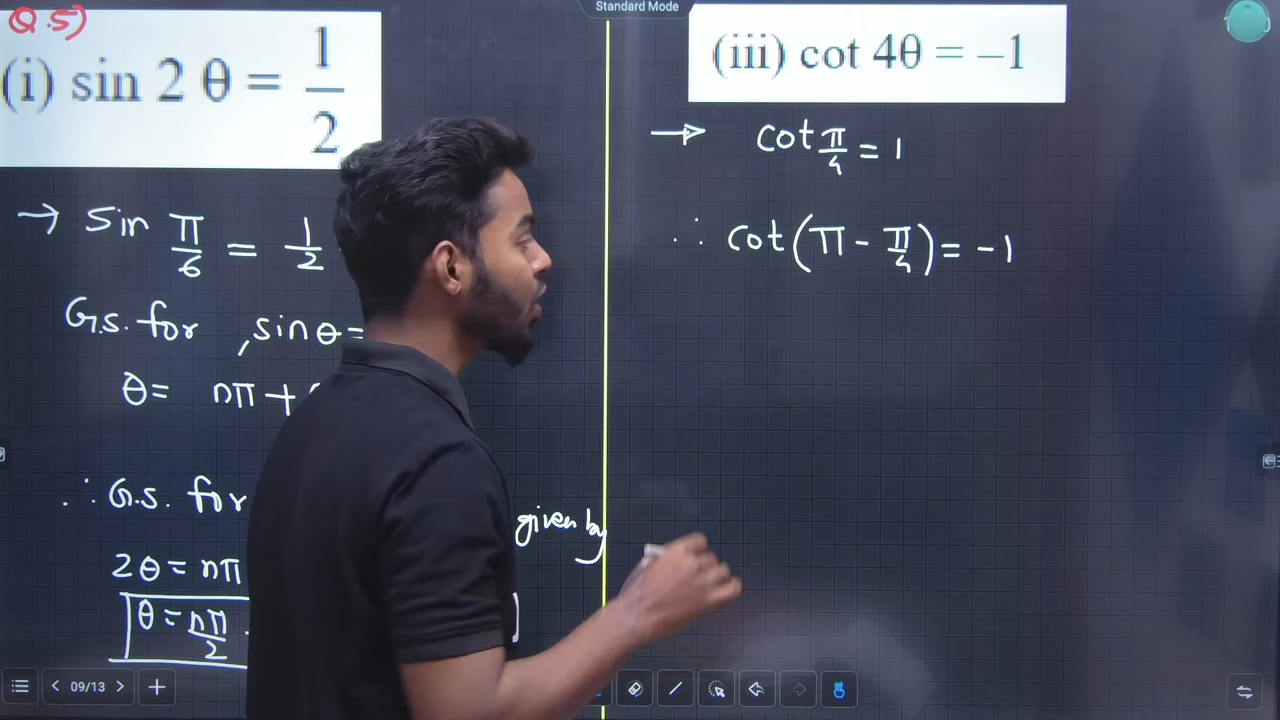 Standard Mode
Q.5)
(i) sin 2 θ = 1/2
→ Sin π/6 = 1/2
G.s. for , sinθ=
θ= nπ+
∴ G.s. for given by
2θ = nπ
θ = nπ/2
(iii) cot 4θ = –1
→ cot π/4 = 1
∴ cot(π - π/4) = -1
09/13